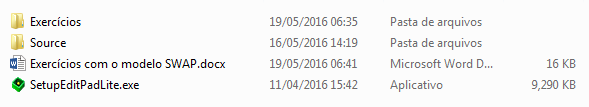 Exercícios 19/05/2016 06:35 Pasta de arquivos
Source 16/05/2016 14:19 Pasta de arquivos
Exercícios com o modelo SWAP.docx 19/05/2016 06:41 Microsoft Word D... 16 KB
SetupEditPadLite.exe 11/04/2016 15:42 Aplicativo 9,290 KB